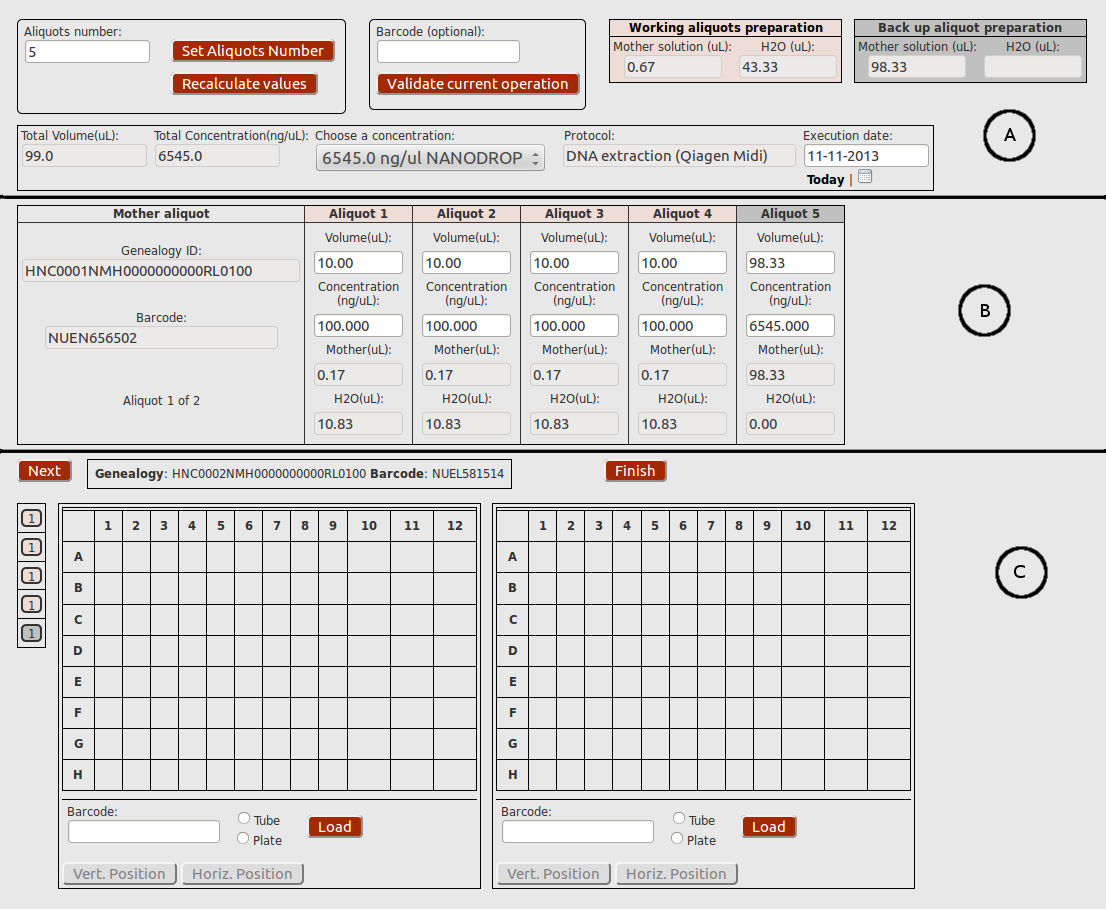 Aliquots number:
5
Set Aliquots Number
Recalculate values
Barcode (optional):
Validate current operation
Working aliquots preparation
Mother solution (uL): H2O (uL):
0.67 43.33
Back up aliquot preparation
Mother solution (uL): H2O (uL):
98.33
A
Total Volume(uL): Total Concentration(ng/uL): Choose a concentration: Protocol: Execution date:
99.0 6545.0 6545.0 ng/ul NANODROP DNA extraction (Qiagen Midi) 11-11-2013
Today |
Mother aliquot Aliquot 1 Aliquot 2 Aliquot 3 Aliquot 4 Aliquot 5
Genealogy ID:
HNC0001NMH0000000000RL0100
Barcode:
NUEN656502
Aliquot 1 of 2
Volume(uL): Volume(uL): Volume(uL): Volume(uL): Volume(uL):
10.00 10.00 10.00 10.00 98.33
Concentration Concentration Concentration Concentration Concentration
(ng/uL): (ng/uL): (ng/uL): (ng/uL): (ng/uL):
100.000 100.000 100.000 100.000 6545.000
Mother(uL): Mother(uL): Mother(uL): Mother(uL): Mother(uL):
0.17 0.17 0.17 0.17 98.33
H2O(uL): H2O(uL): H2O(uL): H2O(uL): H2O(uL):
10.83 10.83 10.83 10.83 0.00
B
Next
Genealogy: HNC0002NMH0000000000RL0100 Barcode: NUEL581514
Finish
1
1
1
1
1
1 2 3 4 5 6 7 8 9 10 11 12
A
B
C
D
E
F
G
H
Barcode:
Tube
Plate
Load
Vert. Position Horiz. Position
1 2 3 4 5 6 7 8 9 10 11 12
A
B
C
D
E
F
G
H
Barcode:
Tube
Plate
Load
Vert. Position Horiz. Position
C